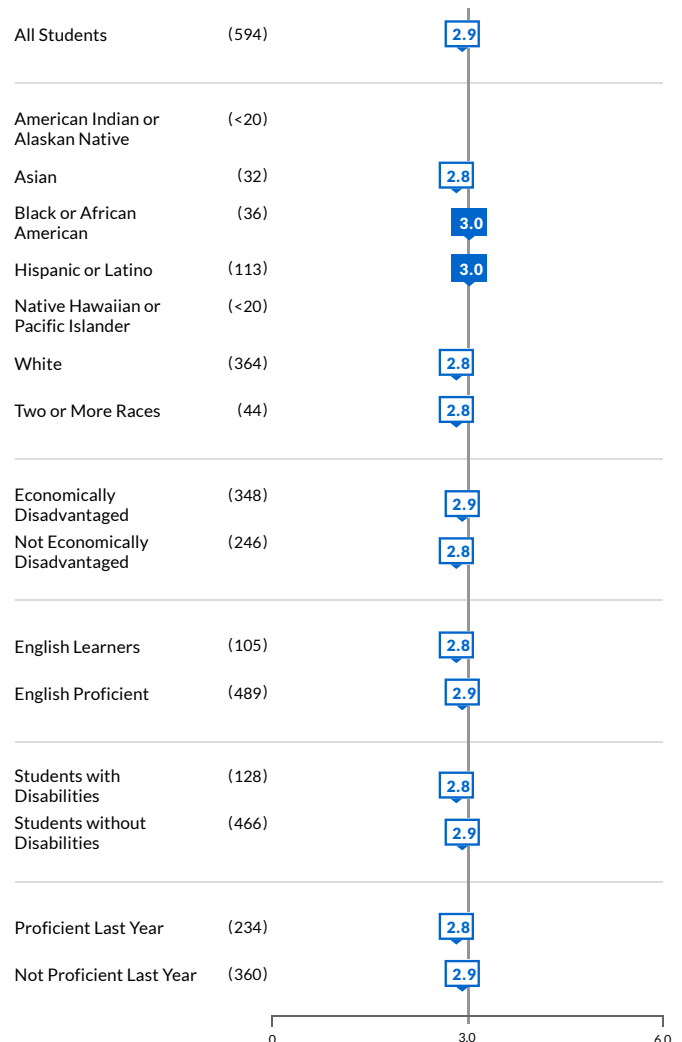 All Students (594) 2.9
American Indian or (<20)
Alaskan Native
Asian (32) 2.8
Black or African (36)
American 3.0
Hispanic or Latino (113) 3.0
Native Hawaiian or (<20)
Pacific Islander
White (364) 2.8
Two or More Races (44) 2.8
Economically (348)
Disadvantaged 2.9
Not Economically (246)
Disadvantaged 2.8
English Learners (105) 2.8
English Proficient (489) 2.9
Students with (128)
Disabilities 2.8
Students without (466)
Disabilities 2.9
Proficient Last Year (234) 2.8
Not Proficient Last Year (360) 2.9
0 3.0 6.0